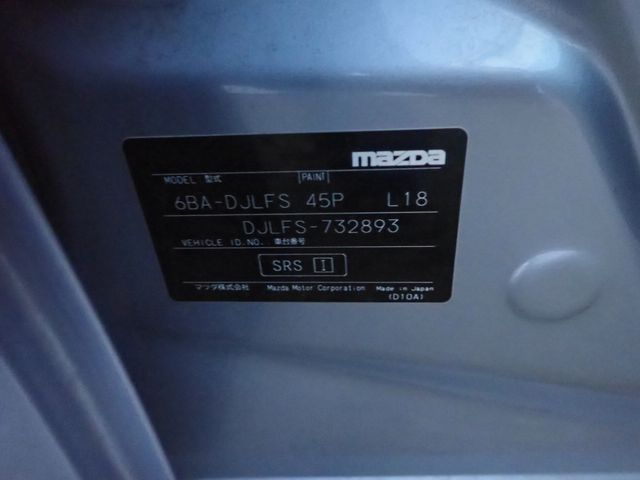 mazda
MODEL 型式 PAINT
6BA-DJLFS 45P L18
DJLFS-732893
VEHICLE ID.NO. 車台番号
SRS I
マツダ株式会社 Mazda Motor Corporation Made in Japan
(D10A)